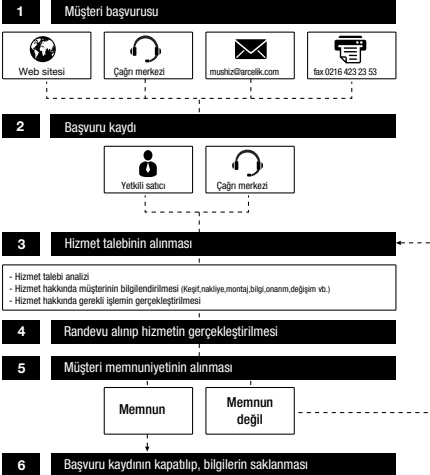 1 Müşteri başvurusu
Web sitesi
Çağrı merkezi
mushiz@arcelik.com
fax 0216 423 23 53
2 Başvuru kaydı
Yetkili satıcı
Çağrı merkezi
3 Hizmet talebinin alınması
- Hizmet talebi analizi
- Hizmet hakkında müşterinin bilgilendirilmesi (Keşif,nakliye,montaj,bilgi,onarım,değişim vb.)
- Hizmet hakkında gerekli işlemin gerçekleştirilmesi
4 Randevu alınıp hizmetin gerçekleştirilmesi
5 Müşteri memnuniyetinin alınması
Memnun
Memnun
değil
6 Başvuru kaydının kapatılıp, bilgilerin saklanması